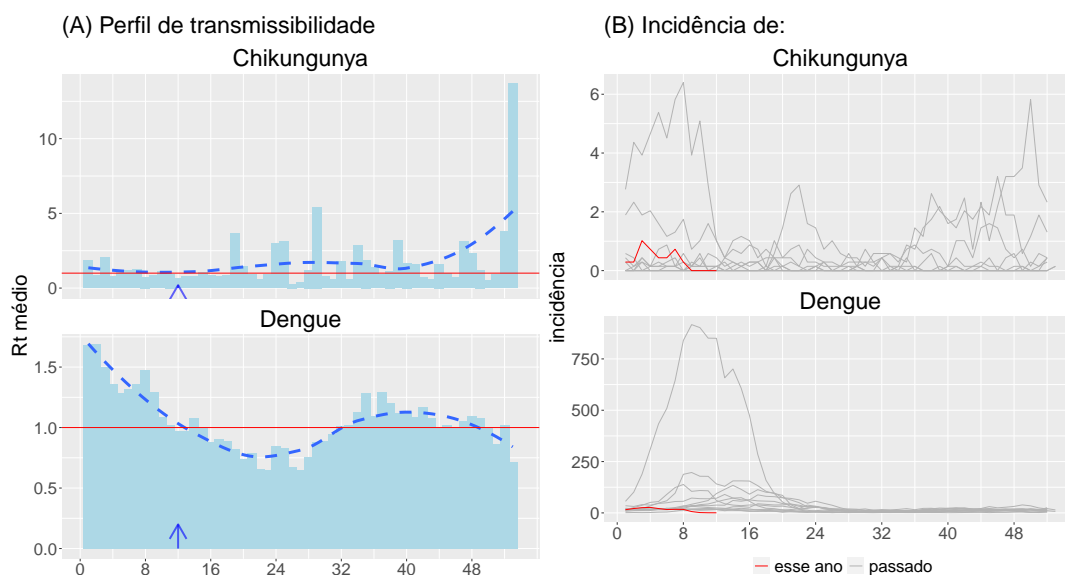 (A) Perfil de transmissibilidade
Chikungunya
10
5
0
Dengue
1.5
1.0
0.5
0.0
0 8 16 24 32 40 48
Rt médio
(B) Incidência de:
Chikungunya
6
4
2
0
Dengue
750
500
250
0
0 8 16 24 32 40 48
incidência
esse ano passado